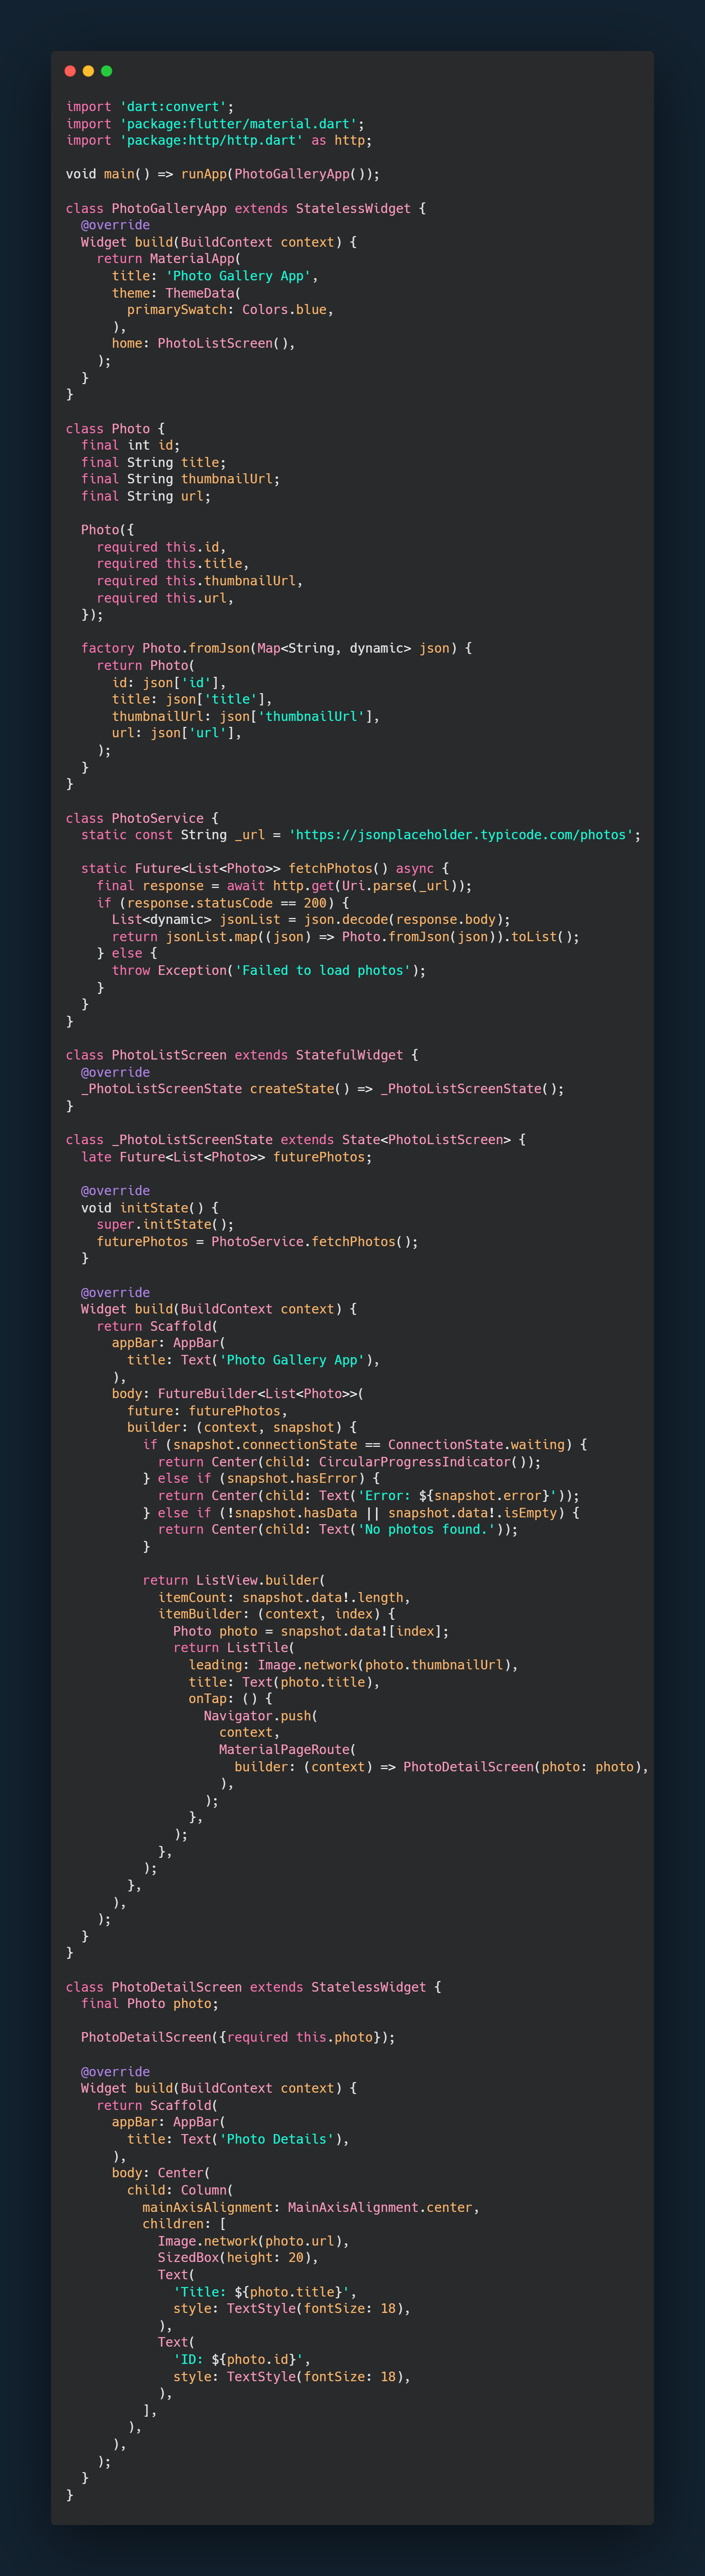 import 'dart:convert';
import 'package:flutter/material.dart';
import 'package:http/http.dart' as http;

void main() => runApp(PhotoGalleryApp());

class PhotoGalleryApp extends StatelessWidget {
  @override
  Widget build(BuildContext context) {
    return MaterialApp(
      title: 'Photo Gallery App',
      theme: ThemeData(
        primarySwatch: Colors.blue,
      ),
      home: PhotoListScreen(),
    );
  }
}

class Photo {
  final int id;
  final String title;
  final String thumbnailUrl;
  final String url;

  Photo({
    required this.id,
    required this.title,
    required this.thumbnailUrl,
    required this.url,
  });

  factory Photo.fromJson(Map<String, dynamic> json) {
    return Photo(
      id: json['id'],
      title: json['title'],
      thumbnailUrl: json['thumbnailUrl'],
      url: json['url'],
    );
  }
}

class PhotoService {
  static const String _url = 'https://jsonplaceholder.typicode.com/photos';

  static Future<List<Photo>> fetchPhotos() async {
    final response = await http.get(Uri.parse(_url));
    if (response.statusCode == 200) {
      List<dynamic> jsonList = json.decode(response.body);
      return jsonList.map((json) => Photo.fromJson(json)).toList();
    } else {
      throw Exception('Failed to load photos');
    }
  }
}

class PhotoListScreen extends StatefulWidget {
  @override
  _PhotoListScreenState createState() => _PhotoListScreenState();
}

class _PhotoListScreenState extends State<PhotoListScreen> {
  late Future<List<Photo>> futurePhotos;

  @override
  void initState() {
    super.initState();
    futurePhotos = PhotoService.fetchPhotos();
  }

  @override
  Widget build(BuildContext context) {
    return Scaffold(
      appBar: AppBar(
        title: Text('Photo Gallery App'),
      ),
      body: FutureBuilder<List<Photo>>(
        future: futurePhotos,
        builder: (context, snapshot) {
          if (snapshot.connectionState == ConnectionState.waiting) {
            return Center(child: CircularProgressIndicator());
          } else if (snapshot.hasError) {
            return Center(child: Text('Error: ${snapshot.error}'));
          } else if (!snapshot.hasData || snapshot.data!.isEmpty) {
            return Center(child: Text('No photos found.'));
          }

          return ListView.builder(
            itemCount: snapshot.data!.length,
            itemBuilder: (context, index) {
              Photo photo = snapshot.data![index];
              return ListTile(
                leading: Image.network(photo.thumbnailUrl),
                title: Text(photo.title),
                onTap: () {
                  Navigator.push(
                    context,
                    MaterialPageRoute(
                      builder: (context) => PhotoDetailScreen(photo: photo),
                    ),
                  );
                },
              );
            },
          );
        },
      ),
    );
  }
}

class PhotoDetailScreen extends StatelessWidget {
  final Photo photo;

  PhotoDetailScreen({required this.photo});

  @override
  Widget build(BuildContext context) {
    return Scaffold(
      appBar: AppBar(
        title: Text('Photo Details'),
      ),
      body: Center(
        child: Column(
          mainAxisAlignment: MainAxisAlignment.center,
          children: [
            Image.network(photo.url),
            SizedBox(height: 20),
            Text(
              'Title: ${photo.title}',
              style: TextStyle(fontSize: 18),
            ),
            Text(
              'ID: ${photo.id}',
              style: TextStyle(fontSize: 18),
            ),
          ],
        ),
      ),
    );
  }
}